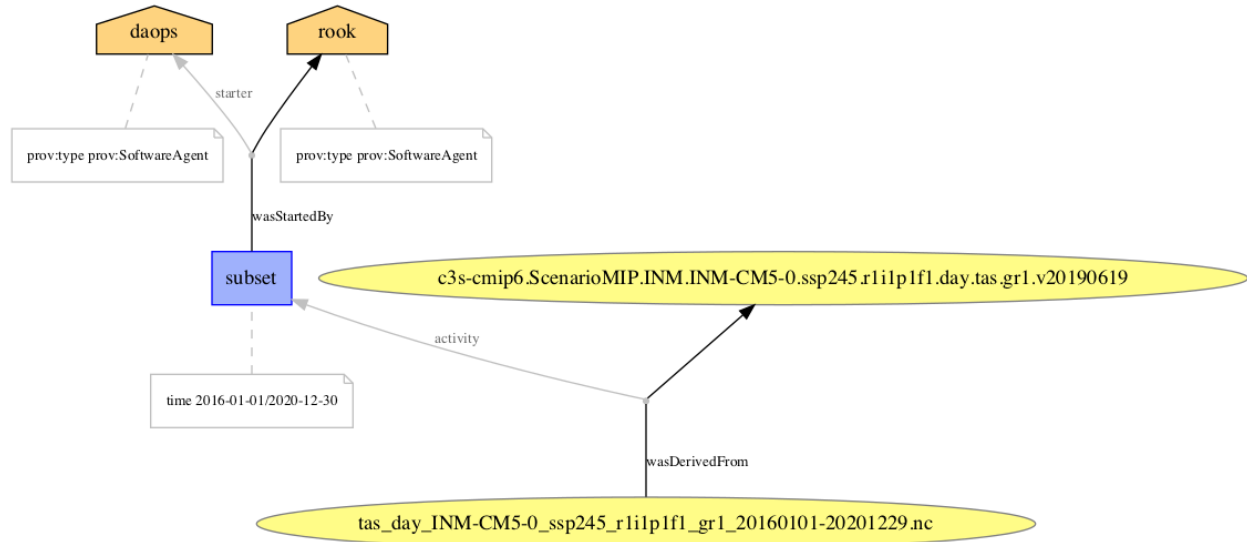 daops
rook
starter
prov:type prov:SoftwareAgent
prov:type prov:SoftwareAgent
wasStartedBy
subset
c3s-cmip6.ScenarioMIP.INM.INM-CM5-0.ssp245.r1i1p1f1.day.tas.gr1.v20190619
activity
time 2016-01-01/2020-12-30
wasDerivedFrom
tas_day_INM-CM5-0_ssp245_r1i1p1f1_gr1_20160101-20201229.nc